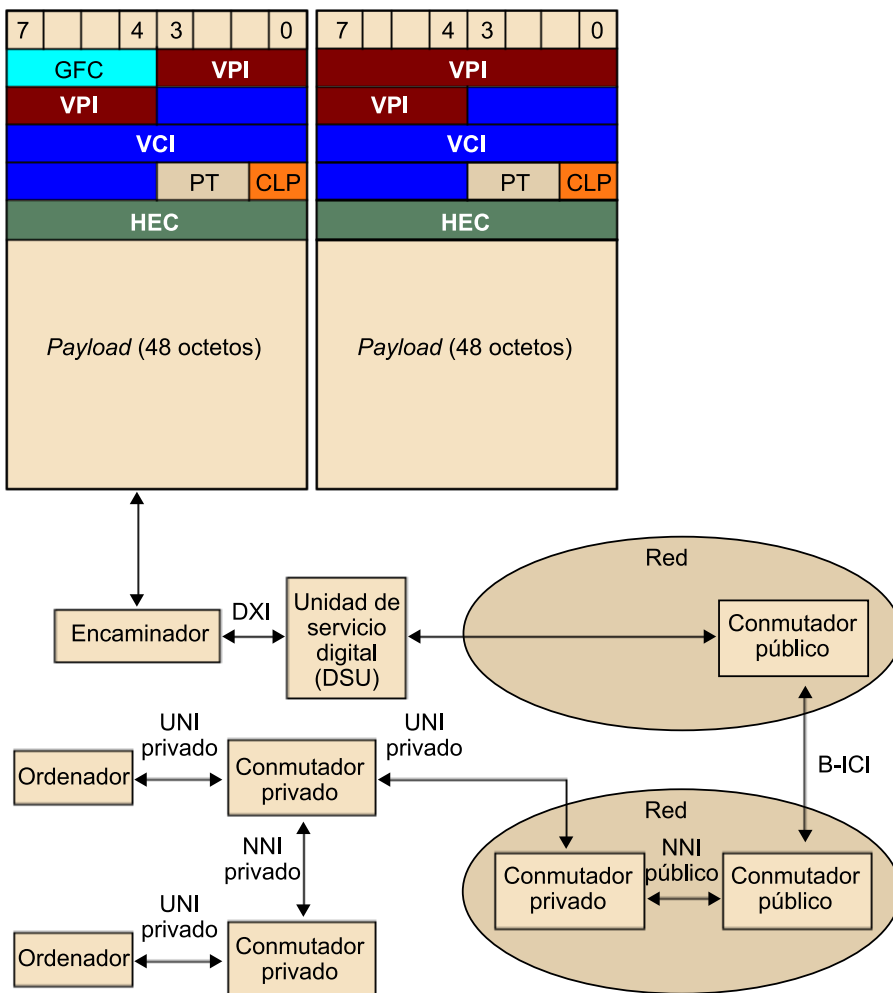 7 4 3 0
7 4 3 0
GFC VPI
VPI
VPI
VPI
VCI
VCI
PT CLP
PT CLP
HEC
HEC
Payload (48 octetos)
Payload (48 octetos)
Red
Encaminador
DXI
Unidad de
servicio
digital
(DSU)
Conmutador
público
UNI
privado
UNI
privado
Ordenador
Conmutador
privado
B-ICI
Red
NNI
privado
Conmutador
privado
NNI
público
Conmutador
público
UNI
privado
Ordenador
Conmutador
privado